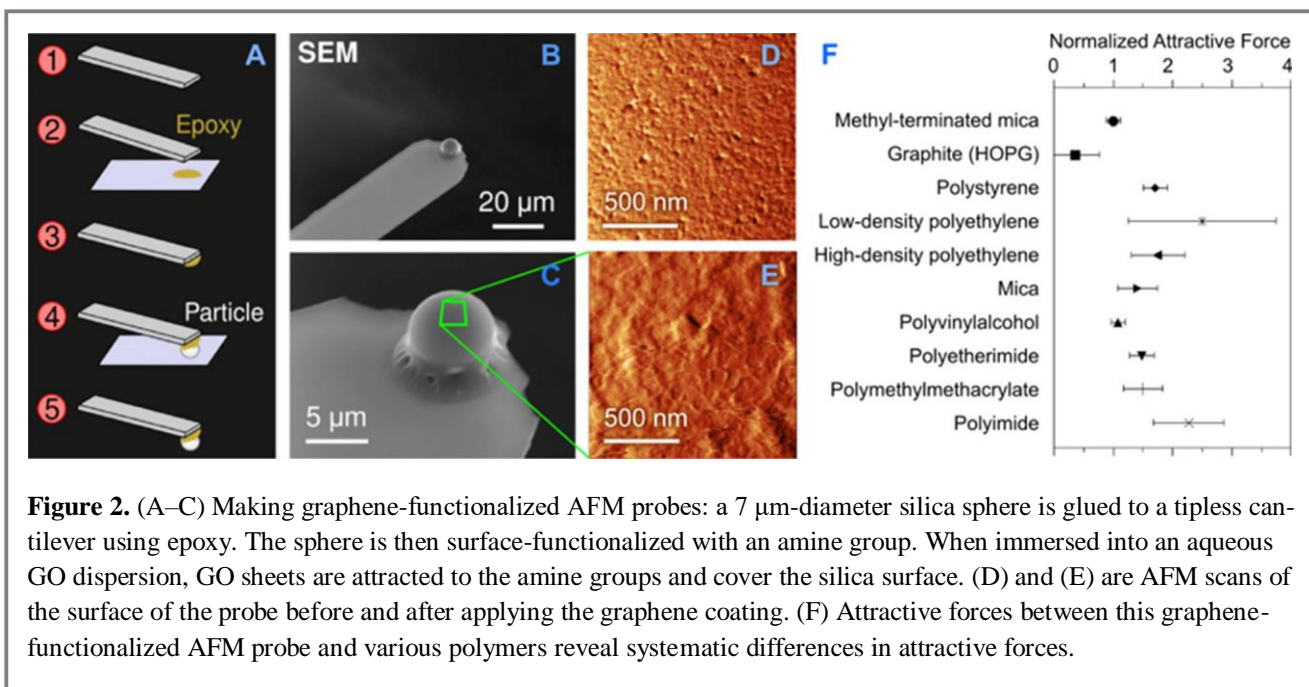 1
A
2
Epoxy
3
4
Particle
5
SEM
B
20 μm
C
5 μm
D
500 nm
E
500 nm
F
Normalized Attractive Force
0 1 2 3 4
Methyl-terminated mica
Graphite (HOPG)
Polystyrene
Low-density polyethylene
High-density polyethylene
Mica
Polyvinylalcohol
Polyetherimide
Polymethylmethacrylate
Polyimide
Figure 2. (A–C) Making graphene-functionalized AFM probes: a 7 μm-diameter silica sphere is glued to a tipless can-
tilever using epoxy. The sphere is then surface-functionalized with an amine group. When immersed into an aqueous
GO dispersion, GO sheets are attracted to the amine groups and cover the silica surface. (D) and (E) are AFM scans of
the surface of the probe before and after applying the graphene coating. (F) Attractive forces between this graphene-
functionalized AFM probe and various polymers reveal systematic differences in attractive forces.